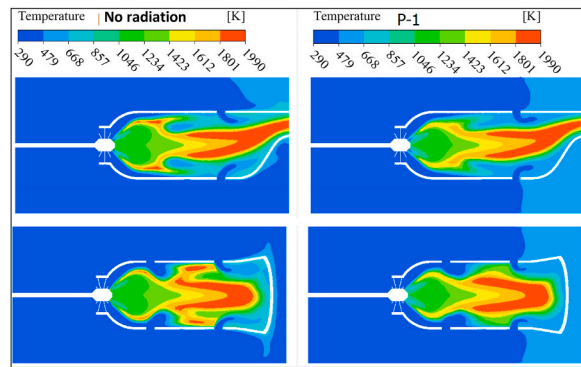 Temperature No radiation [K]
290 479 668 857 1046 1234 1423 1612 1801 1990
Temperature P-1 [K]
290 479 668 857 1046 1234 1423 1612 1801 1990